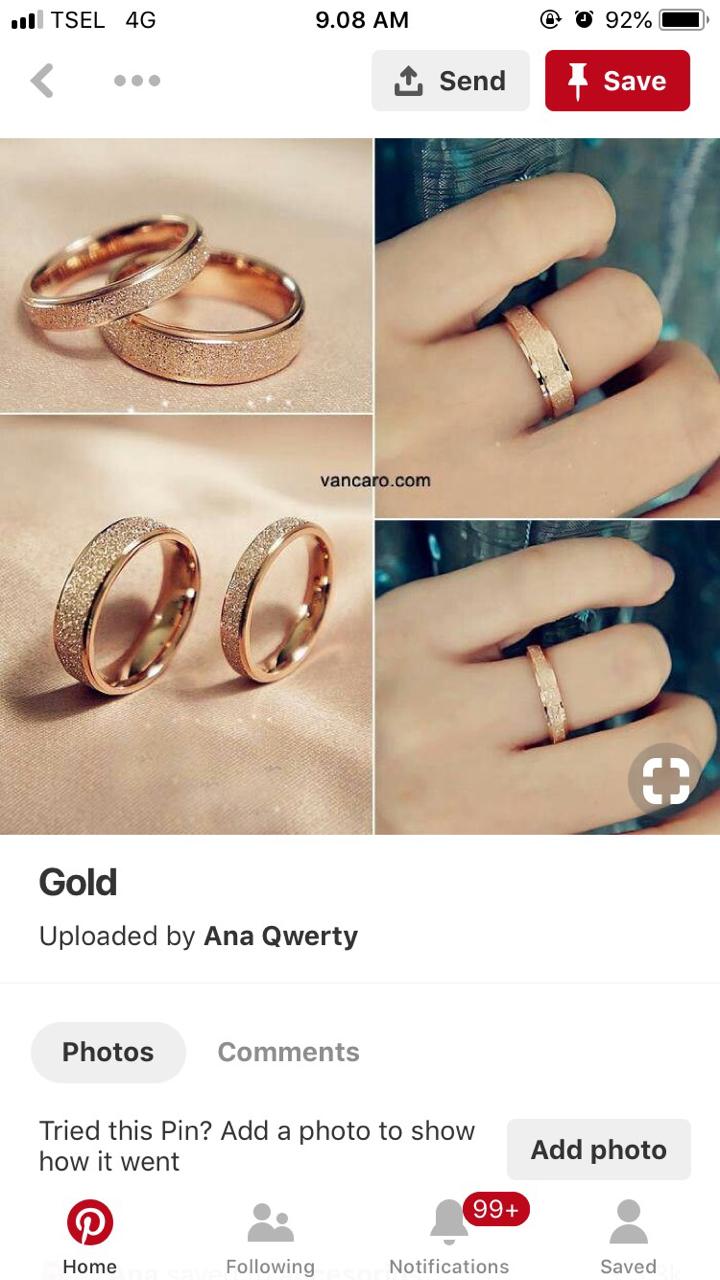 TSEL 4G 9.08 AM 92%
Send Save
vancaro.com
Gold
Uploaded by Ana Qwerty
Photos Comments
Tried this Pin? Add a photo to show
how it went
Add photo
99+
Home Following Notifications Saved